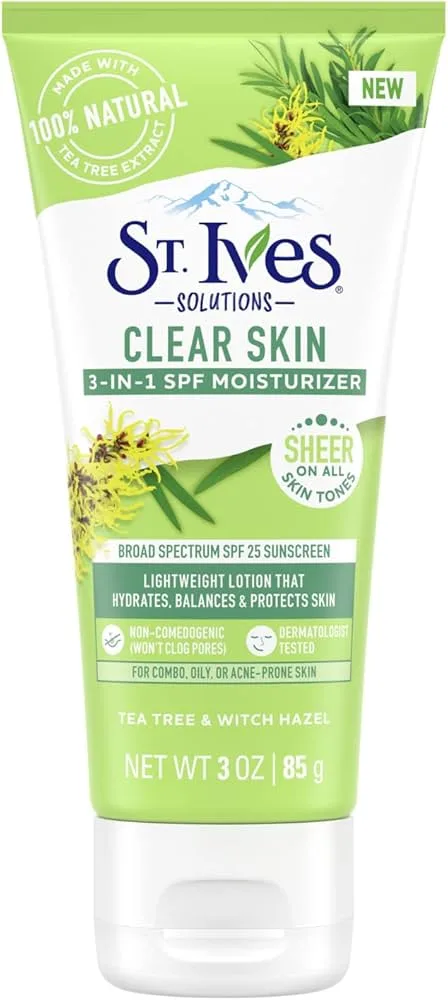 MADE WITH
100% NATURAL
TEA TREE EXTRACT
NEW
ST. Ives®
SOLUTIONS
CLEAR SKIN
3-IN-1 SPF MOISTURIZER
SHEER
ON ALL
SKIN TONES
BROAD SPECTRUM SPF 25 SUNSCREEN
LIGHTWEIGHT LOTION THAT
HYDRATES, BALANCES & PROTECTS SKIN
NON-COMEDOGENIC
(WON'T CLOG PORES)
DERMATOLOGIST
TESTED
FOR COMBO, OILY, OR ACNE-PRONE SKIN
TEA TREE & WITCH HAZEL
NET WT 3 OZ | 85 g